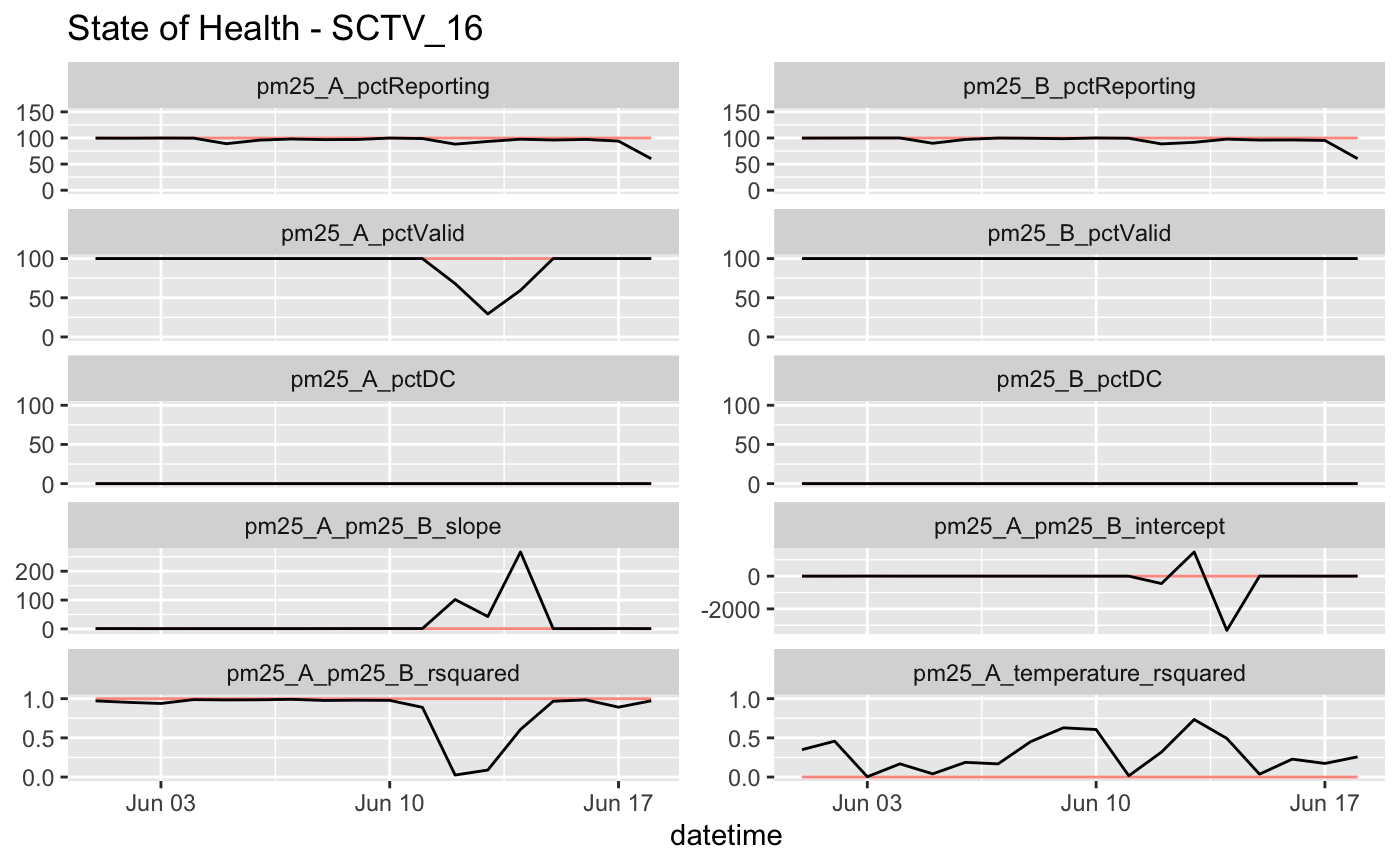 State of Health - SCTV_16
pm25_A_pctReporting
150
100
50
0
pm25_B_pctReporting
150
100
50
0
pm25_A_pctValid
100
50
0
pm25_B_pctValid
100
50
0
pm25_A_pctDC
100
50
0
pm25_B_pctDC
100
50
0
pm25_A_pm25_B_slope
200
100
0
pm25_A_pm25_B_intercept
0
-2000
pm25_A_pm25_B_rsquared
1.0
0.5
0.0
pm25_A_temperature_rsquared
1.0
0.5
0.0
Jun 03 Jun 10 Jun 17
Jun 03 Jun 10 Jun 17
datetime